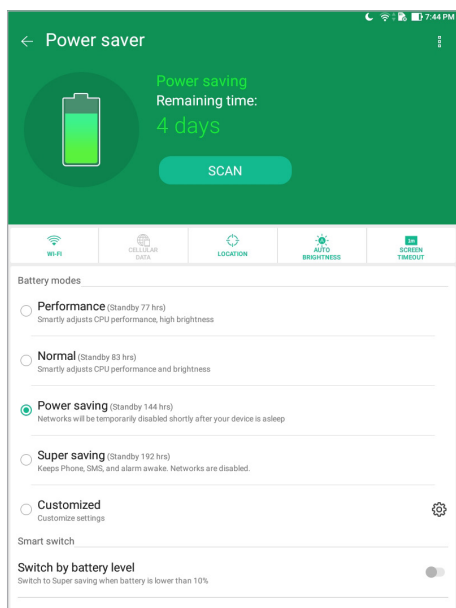 7:44 PM
Power saver
Power saving
Remaining time:
4 days
SCAN
WI-FI
CELLULAR
DATA
LOCATION
AUTO
BRIGHTNESS
1m
SCREEN
TIMEOUT
Battery modes
Performance (Standby 77 hrs)
Smartly adjusts CPU performance, high brightness
Normal (Standby 83 hrs)
Smartly adjusts CPU performance and brightness
Power saving (Standby 144 hrs)
Networks will be temporarily disabled shortly after your device is asleep
Super saving (Standby 192 hrs)
Keeps Phone, SMS, and alarm awake. Networks are disabled.
Customized
Customize settings
Smart switch
Switch by battery level
Switch to Super saving when battery is lower than 10%